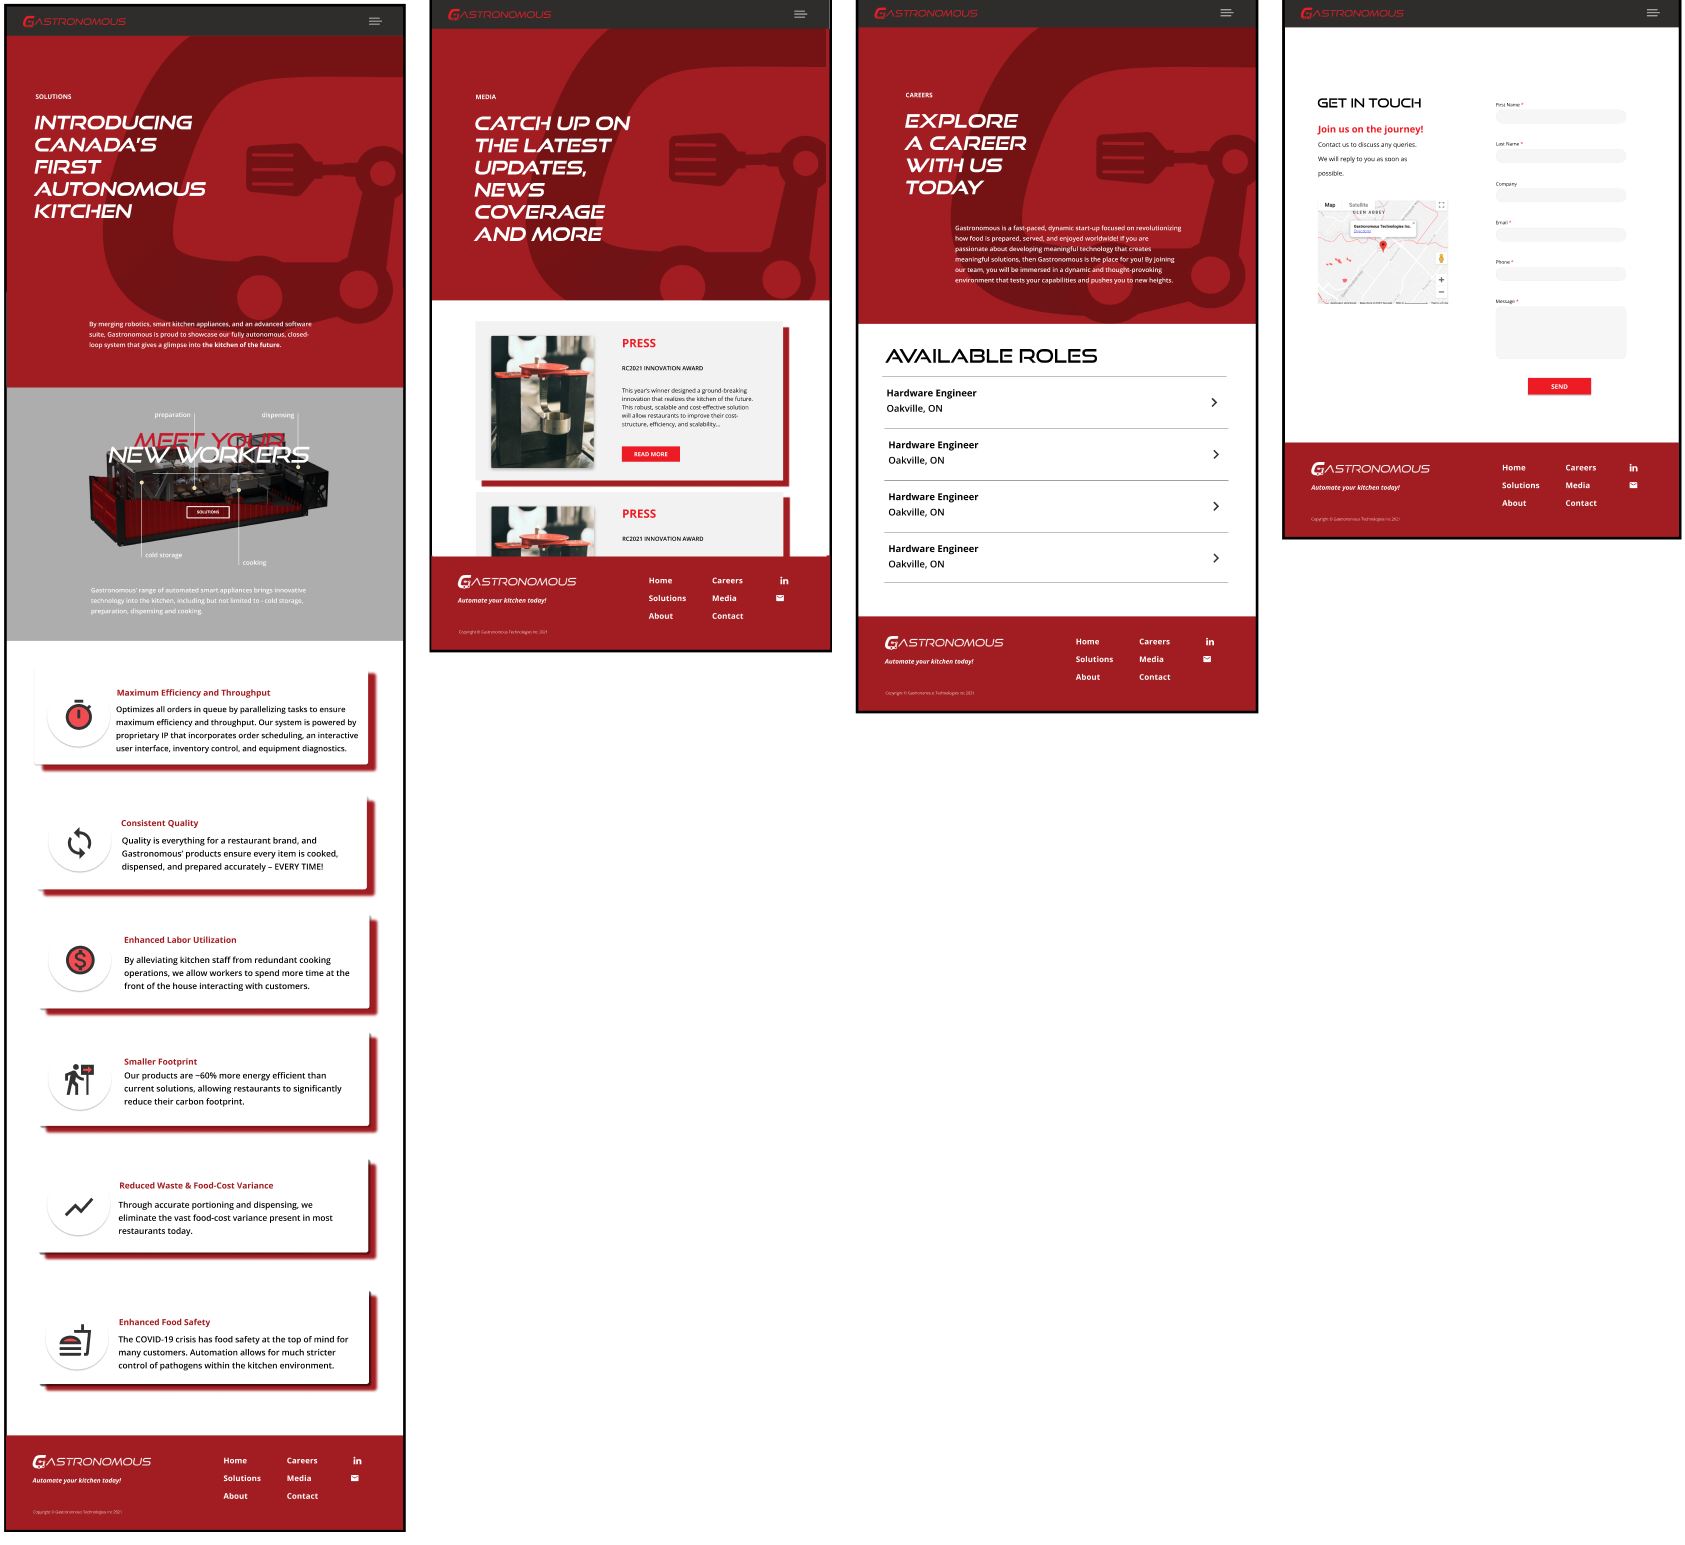 GASTRONOMOUS
SOLUTIONS
INTRODUCING
CANADA'S
FIRST
AUTONOMOUS
KITCHEN
By merging robotics, smart kitchen appliances, and an advanced software
suite, Gastronomous is proud to showcase our fully autonomous, closed-
loop system that gives a glimpse into the kitchen of the future.
preparation
dispensing
MEET YOUR
NEW WORKERS
SOLUTIONS
cold storage
cooking
Gastronomous' range of automated smart appliances brings innovative
technology into the kitchen, including but not limited to - cold storage,
preparation, dispensing and cooking.
Maximum Efficiency and Throughput
Optimizes all orders in queue by parallelizing tasks to ensure
maximum efficiency and throughput. Our system is powered by
proprietary IP that incorporates order scheduling, an interactive
user interface, inventory control, and equipment diagnostics.
Consistent Quality
Quality is everything for a restaurant brand, and
Gastronomous' products ensure every item is cooked,
dispensed, and prepared accurately – EVERY TIME!
Enhanced Labor Utilization
By alleviating kitchen staff from redundant cooking
operations, we allow workers to spend more time at the
front of the house interacting with customers.
Smaller Footprint
Our products are ~60% more energy efficient than
current solutions, allowing restaurants to significantly
reduce their carbon footprint.
Reduced Waste & Food-Cost Variance
Through accurate portioning and dispensing, we
eliminate the vast food-cost variance present in most
restaurants today.
Enhanced Food Safety
The COVID-19 crisis has food safety at the top of mind for
many customers. Automation allows for much stricter
control of pathogens within the kitchen environment.
GASTRONOMOUS
Automate your kitchen today!
Home Careers in
Solutions Media
About Contact
Copyright © Gastronomous Technologies Inc 2021
GASTRONOMOUS
MEDIA
CATCH UP ON
THE LATEST
UPDATES,
NEWS
COVERAGE
AND MORE
PRESS
RC2021 INNOVATION AWARD
This year's winner designed a ground-breaking
innovation that realizes the kitchen of the future.
This robust, scalable and cost-effective solution
will allow restaurants to improve their cost-
structure, efficiency, and scalability...
READ MORE
PRESS
RC2021 INNOVATION AWARD
GASTRONOMOUS
Automate your kitchen today!
Home Careers in
Solutions Media
About Contact
Copyright © Gastronomous Technologies Inc 2021
GASTRONOMOUS
CAREERS
EXPLORE
A CAREER
WITH US
TODAY
Gastronomous is a fast-paced, dynamic start-up focused on revolutionizing
how food is prepared, served, and enjoyed worldwide! If you are
passionate about developing meaningful technology that creates
meaningful solutions, then Gastronomous is the place for you! By joining
our team, you will be immersed in a dynamic and thought-provoking
environment that tests your capabilities and pushes you to new heights.
AVAILABLE ROLES
Hardware Engineer
Oakville, ON
Hardware Engineer
Oakville, ON
Hardware Engineer
Oakville, ON
Hardware Engineer
Oakville, ON
GASTRONOMOUS
Automate your kitchen today!
Home Careers in
Solutions Media
About Contact
Copyright © Gastronomous Technologies Inc 2021
GASTRONOMOUS
GET IN TOUCH
Join us on the journey!
Contact us to discuss any queries.
We will reply to you as soon as
possible.
Map Satellite
GLEN ABBEY
Gastronomous Technologies Inc.
Directions
First Name *
Last Name *
Company
Email *
Phone *
Message *
SEND
GASTRONOMOUS
Automate your kitchen today!
Home Careers in
Solutions Media
About Contact
Copyright © Gastronomous Technologies Inc 2021